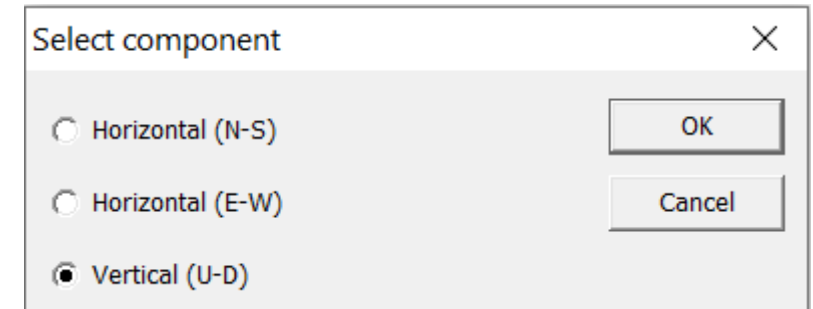 Select component
Horizontal (N-S)
OK
Horizontal (E-W)
Cancel
Vertical (U-D)